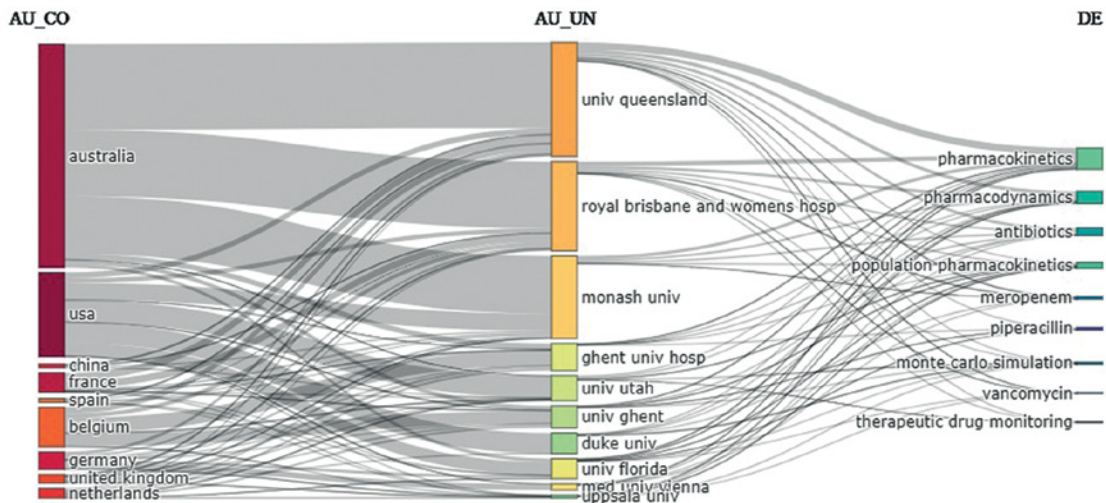 AU_CO
AU_UN
DE
australia
usa
china
france
spain
belgium
germany
united kingdom
netherlands
univ queensland
royal brisbane and womens hosp
monash univ
ghent univ hosp
univ utah
univ ghent
duke univ
univ florida
med univ vienna
uppsala univ
pharmacokinetics
pharmacodynamics
antibiotics
population pharmacokinetics
meropenem
piperacillin
monte carlo simulation
vancomycin
therapeutic drug monitoring